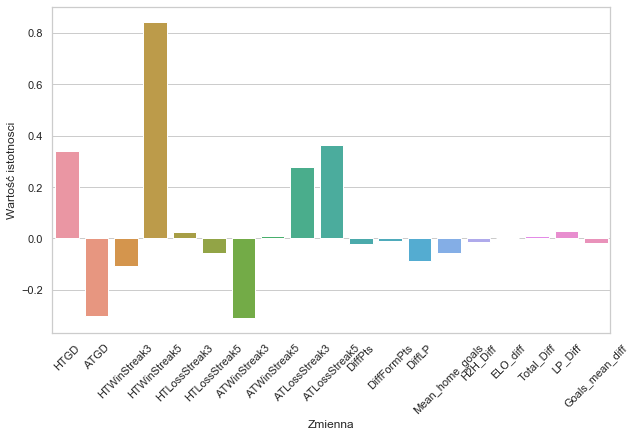 Wartość istotnosci
0.8
0.6
0.4
0.2
0.0
−0.2
HTGD
ATGD
HTWinStreak3
HTWinStreak5
HTLossStreak3
HTLossStreak5
ATWinStreak3
ATWinStreak5
ATLossStreak3
ATLossStreak5
DiffPts
DiffFormPts
DiffLP
Mean_home_goals
H2H_Diff
ELO_diff
Total_Diff
LP_Diff
Goals_mean_diff
Zmienna